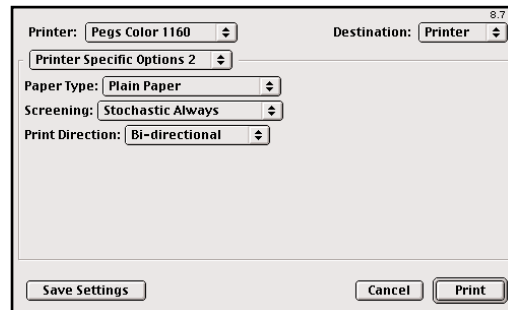 8.7
Printer: Pegs Color 1160 Destination: Printer
Printer Specific Options 2
Paper Type: Plain Paper
Screening: Stochastic Always
Print Direction: Bi-directional
Save Settings Cancel Print